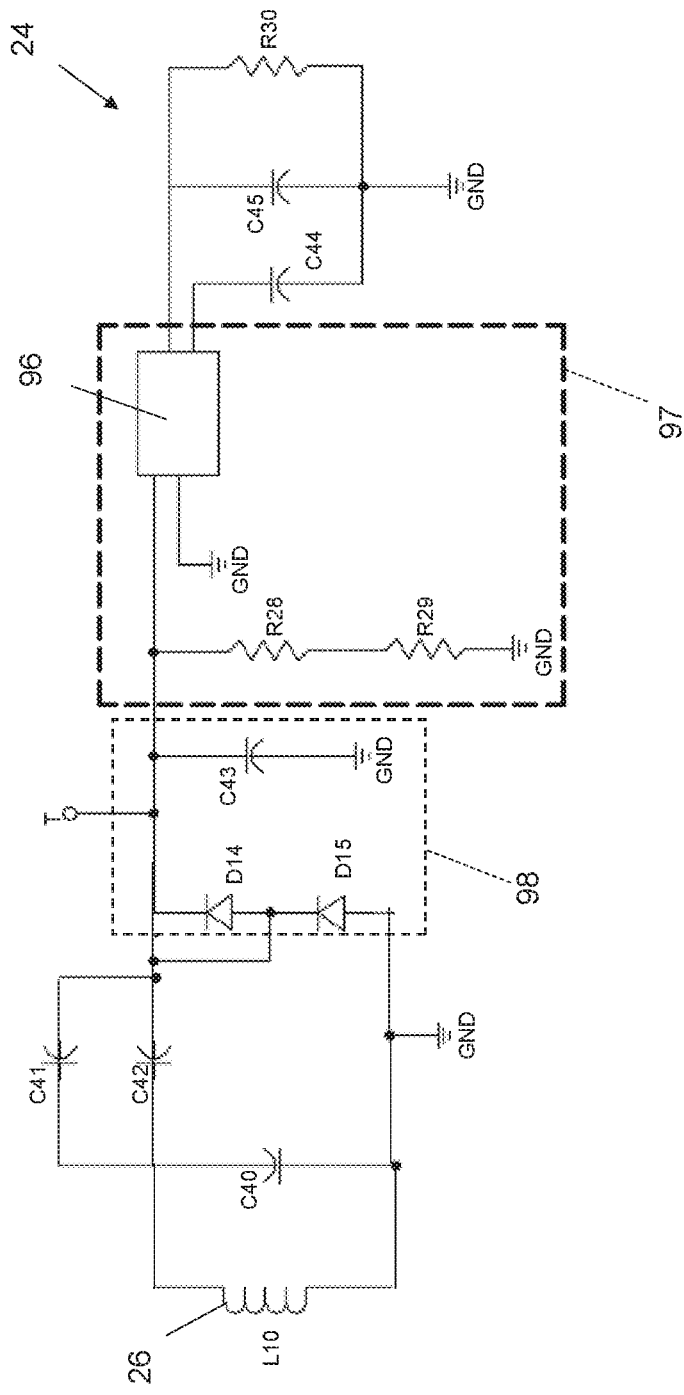 24
R30
C45
C44
GND
96
97
GND
R28
R29
GND
T
C43
GND
D14
D15
98
C41
C42
GND
C40
26
L10